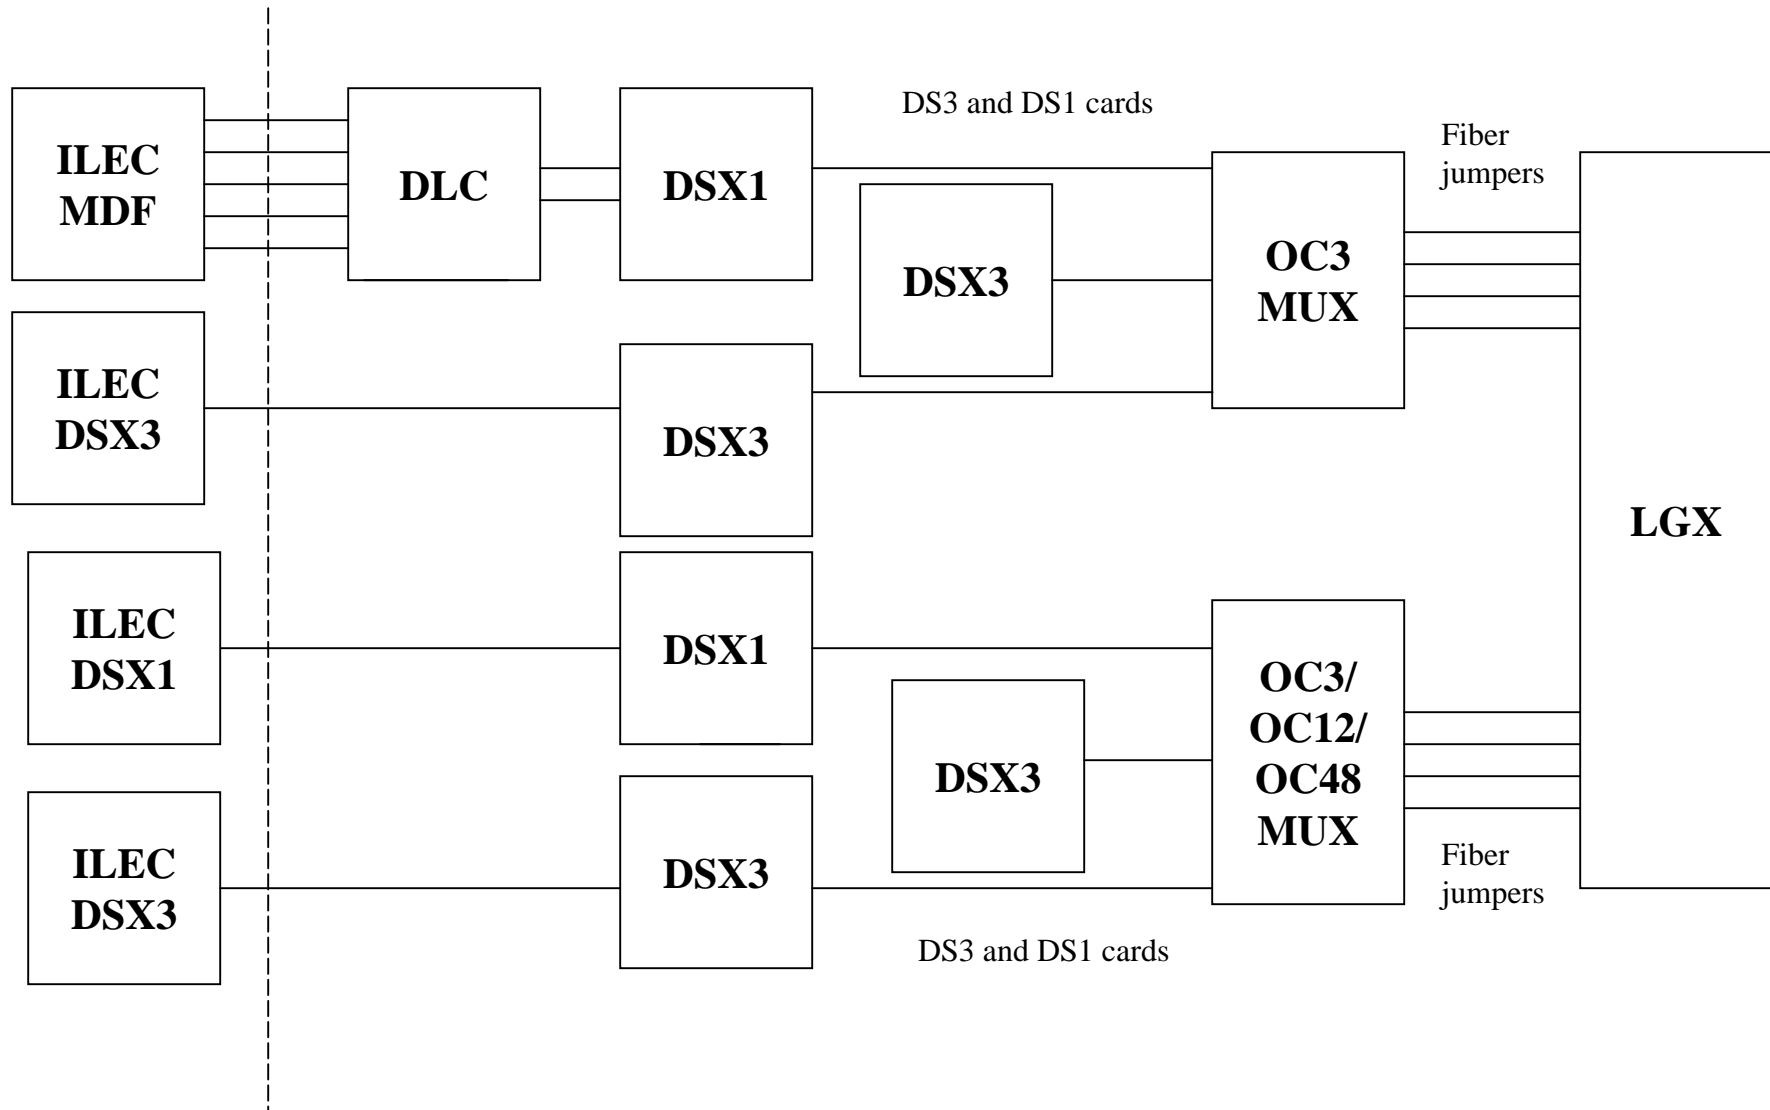 DS3 and DS1 cards
Fiber
jumpers
ILEC
MDF
DLC
DSX1
DSX3
OC3
MUX
ILEC
DSX3
DSX3
LGX
ILEC
DSX1
DSX1
DSX3
OC3/
OC12/
OC48
MUX
ILEC
DSX3
DSX3
Fiber
jumpers
DS3 and DS1 cards